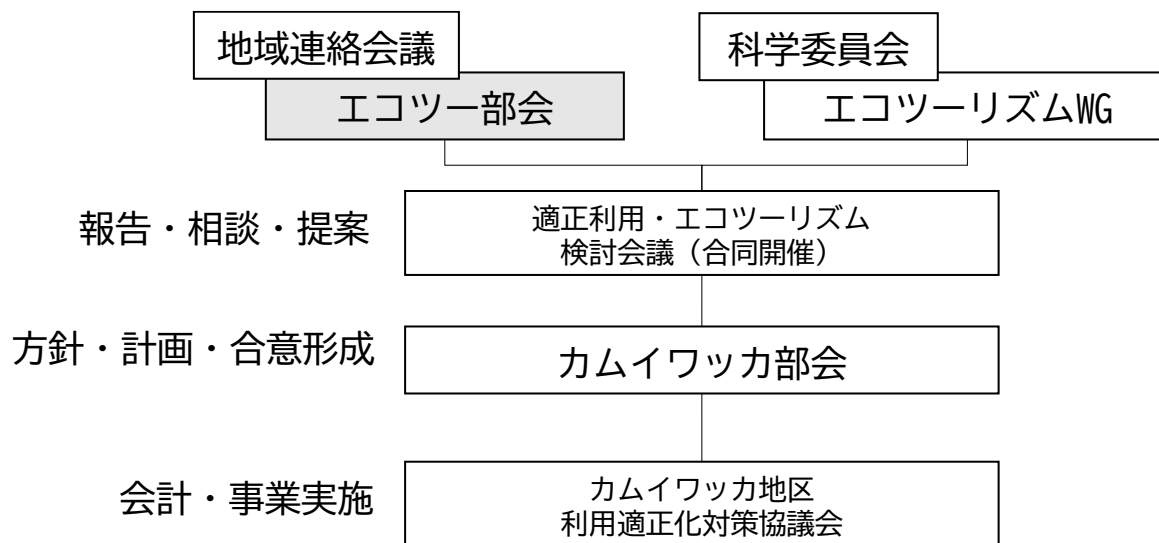 地域連絡会議
科学委員会
エコツー部会
エコツーリズムWG
報告・相談・提案
適正利用・エコツーリズム
検討会議（合同開催）
方針・計画・合意形成
カムイワッカ部会
会計・事業実施
カムイワッカ地区
利用適正化対策協議会